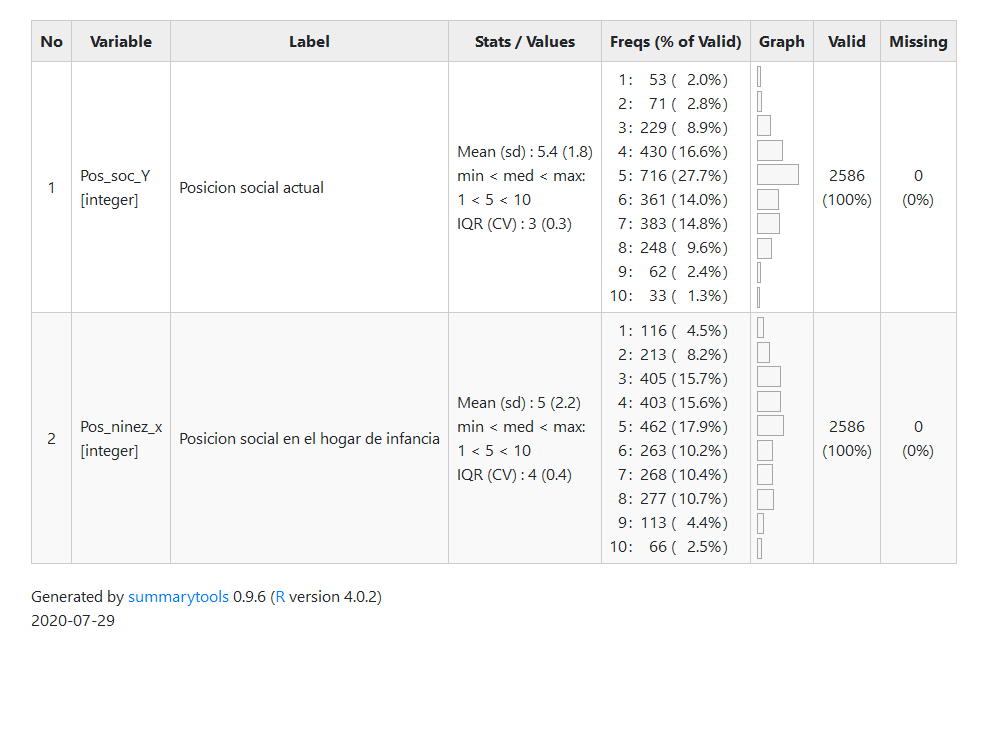 No Variable Label Stats / Values Freqs (% of Valid) Graph Valid Missing
1
Pos_soc_Y
[integer]
Posicion social actual
Mean (sd) : 5.4 (1.8)
min < med < max:
1 < 5 < 10
IQR (CV) : 3 (0.3)
1: 53 ( 2.0%)
2: 71 ( 2.8%)
3: 229 ( 8.9%)
4: 430 (16.6%)
5: 716 (27.7%)
6: 361 (14.0%)
7: 383 (14.8%)
8: 248 ( 9.6%)
9: 62 ( 2.4%)
10: 33 ( 1.3%)
2586
(100%)
0
(0%)
2
Pos_ninez_x
[integer]
Posicion social en el hogar de infancia
Mean (sd) : 5 (2.2)
min < med < max:
1 < 5 < 10
IQR (CV) : 4 (0.4)
1: 116 ( 4.5%)
2: 213 ( 8.2%)
3: 405 (15.7%)
4: 403 (15.6%)
5: 462 (17.9%)
6: 263 (10.2%)
7: 268 (10.4%)
8: 277 (10.7%)
9: 113 ( 4.4%)
10: 66 ( 2.5%)
2586
(100%)
0
(0%)
Generated by summarytools 0.9.6 (R version 4.0.2)
2020-07-29